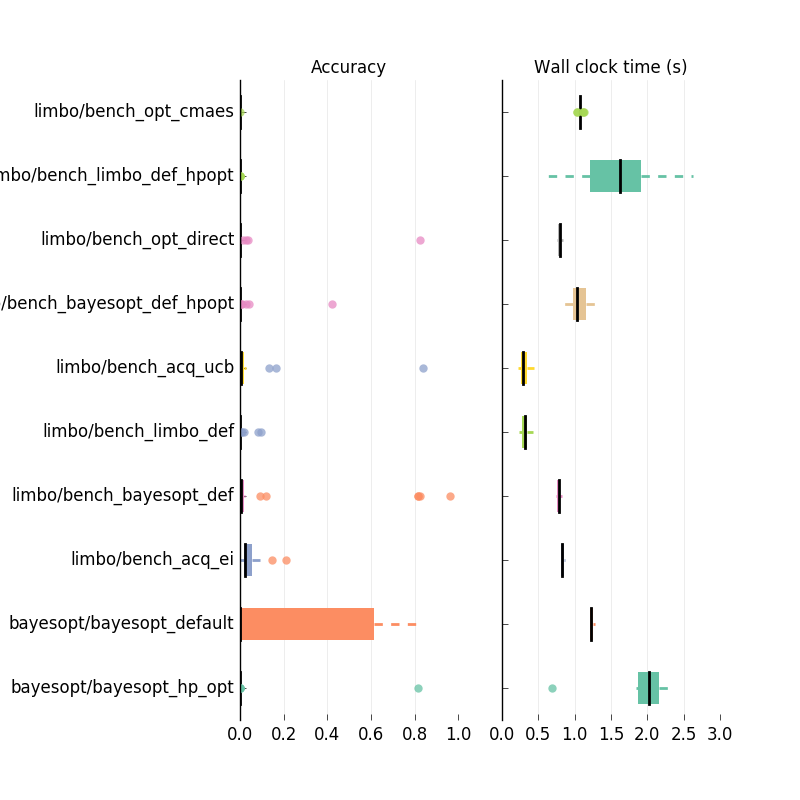 Accuracy Wall clock time (s)
limbo/bench_opt_cmaes
mbo/bench_limbo_def_hpopt
limbo/bench_opt_direct
/bench_bayesopt_def_hpopt
limbo/bench_acq_ucb
limbo/bench_limbo_def
limbo/bench_bayesopt_def
limbo/bench_acq_ei
bayesopt/bayesopt_default
bayesopt/bayesopt_hp_opt
0.0 0.2 0.4 0.6 0.8 1.0 0.0 0.5 1.0 1.5 2.0 2.5 3.0